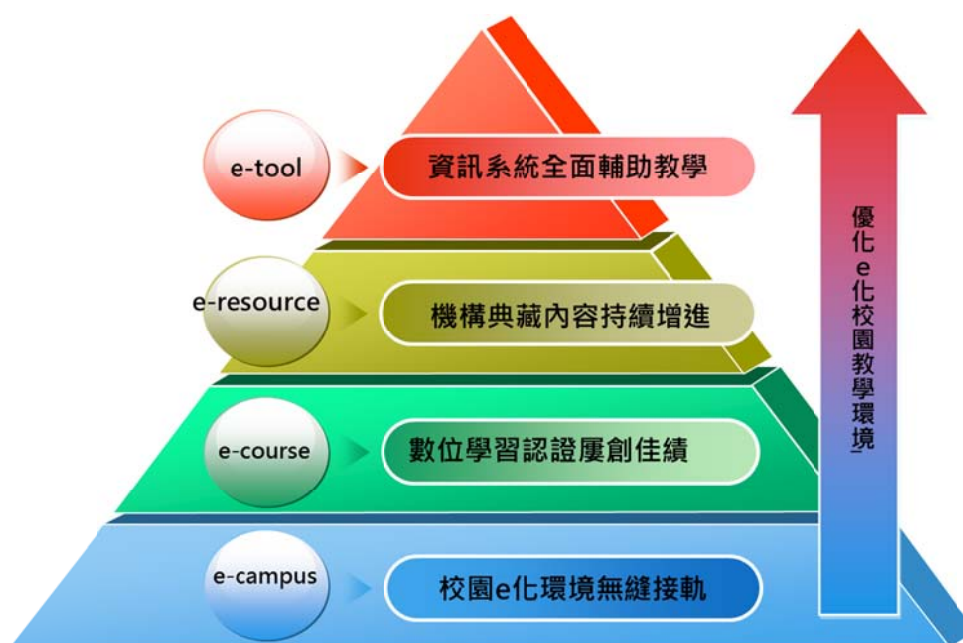 e-tool
資訊系統全面輔助教學
e-resource
機構典藏內容持續增進
e-course
數位學習認證屢創佳績
e-campus
校園e化環境無縫接軌
優化e化校園教學環境